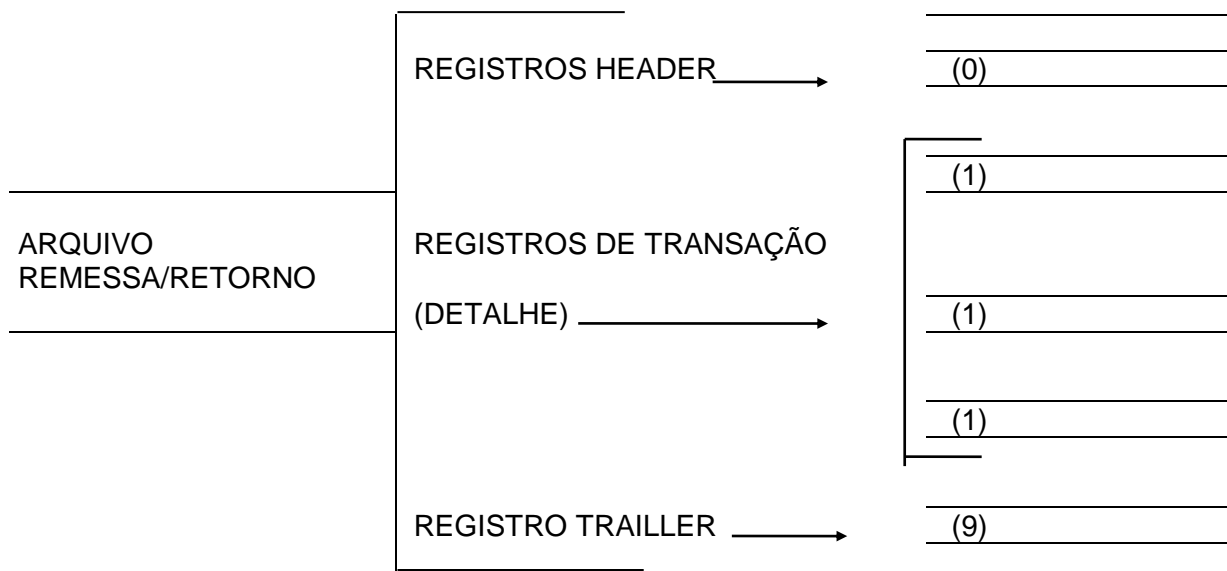 REGISTROS HEADER
(0)
(1)
ARQUIVO
REMESSA/RETORNO
REGISTROS DE TRANSAÇÃO
(DETALHE)
(1)
(1)
REGISTRO TRAILLER
(9)